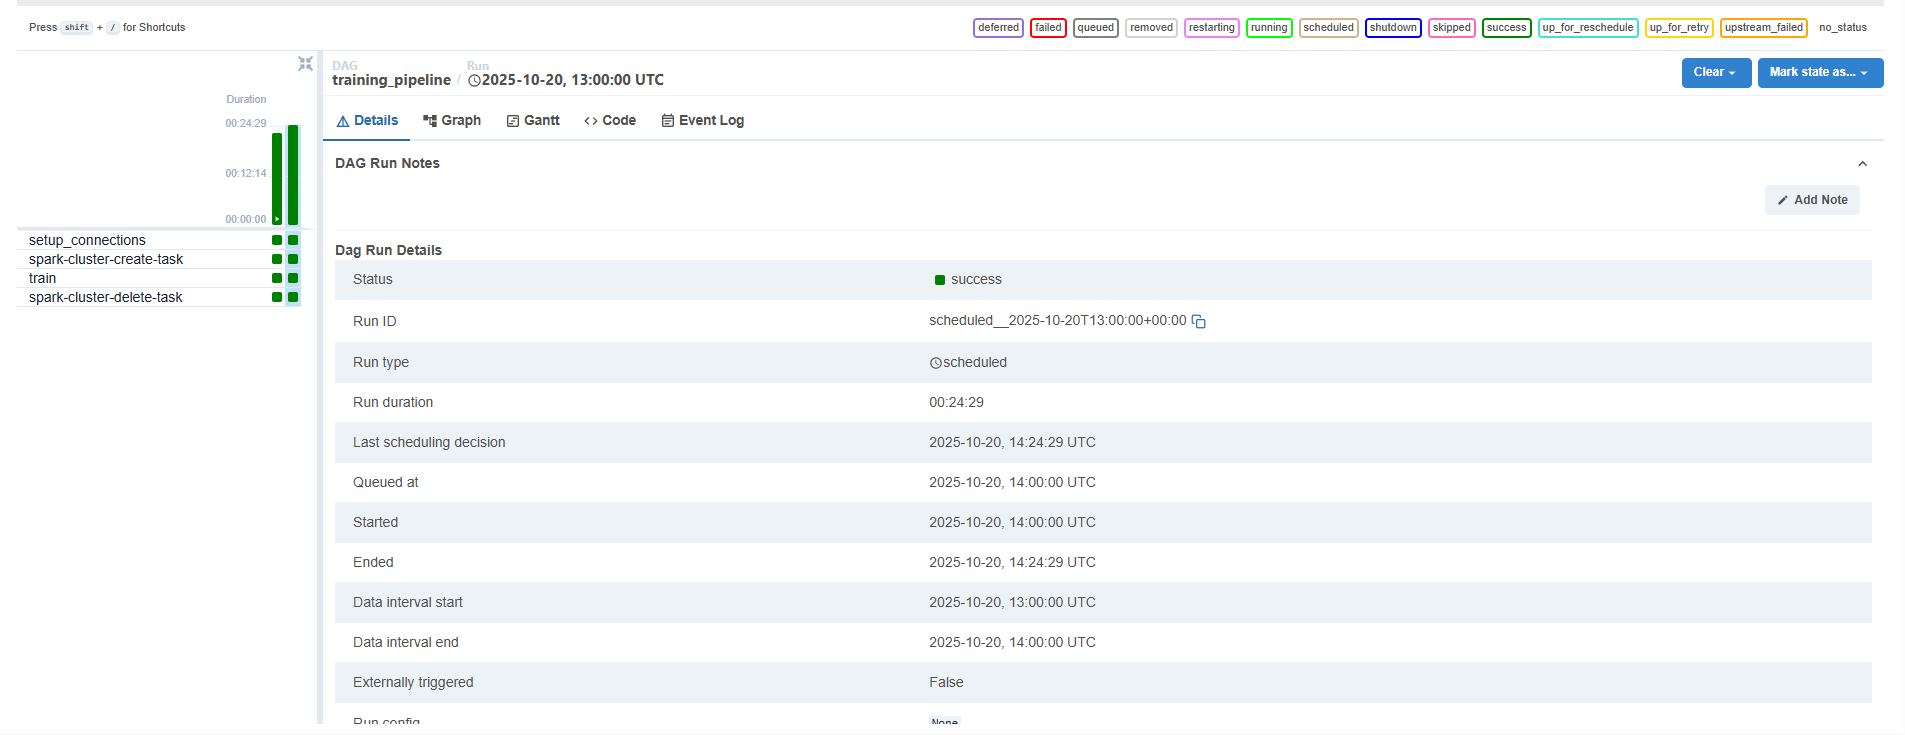 Press shift + / for Shortcuts
deferred failed queued removed restarting running scheduled shutdown skipped success up_for_reschedule up_for_retry upstream_failed no_status
DAG
training_pipeline / Run
2025-10-20, 13:00:00 UTC
Clear
Mark state as...
Duration
00:24:29
00:12:14
00:00:00
setup_connections
spark-cluster-create-task
train
spark-cluster-delete-task
Details Graph Gantt Code Event Log
DAG Run Notes
Add Note
Dag Run Details
Status success
Run ID scheduled__2025-10-20T13:00:00+00:00
Run type scheduled
Run duration 00:24:29
Last scheduling decision 2025-10-20, 14:24:29 UTC
Queued at 2025-10-20, 14:00:00 UTC
Started 2025-10-20, 14:00:00 UTC
Ended 2025-10-20, 14:24:29 UTC
Data interval start 2025-10-20, 13:00:00 UTC
Data interval end 2025-10-20, 14:00:00 UTC
Externally triggered False
Run config None